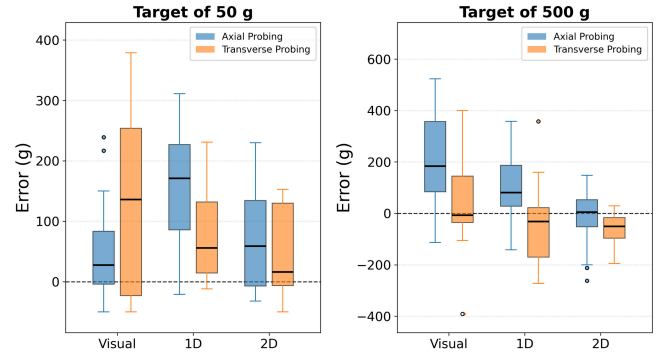 Target of 50 g
Error (g)
400
300
200
100
0
Axial Probing
Transverse Probing
Visual
1D
2D
Target of 500 g
Error (g)
600
400
200
0
−200
−400
Axial Probing
Transverse Probing
Visual
1D
2D